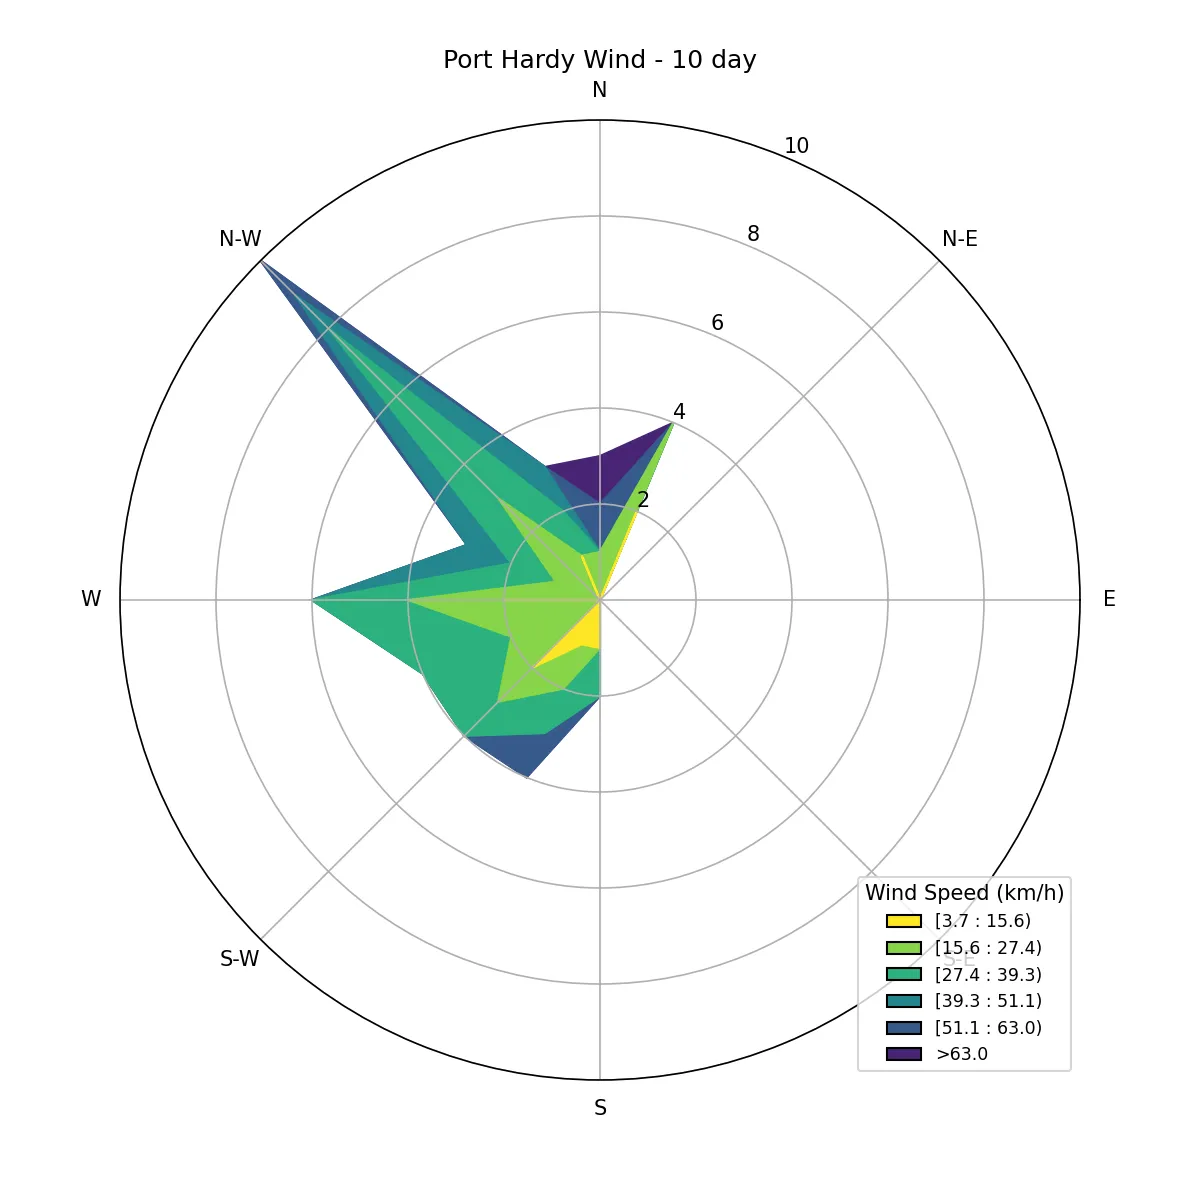 Port Hardy Wind - 10 day
N
10
N-W
N-E
8
6
4
2
W
E
Wind Speed (km/h)
[3.7 : 15.6)
[15.6 : 27.4)
S-W
S-E
[27.4 : 39.3)
[39.3 : 51.1)
[51.1 : 63.0)
>63.0
S